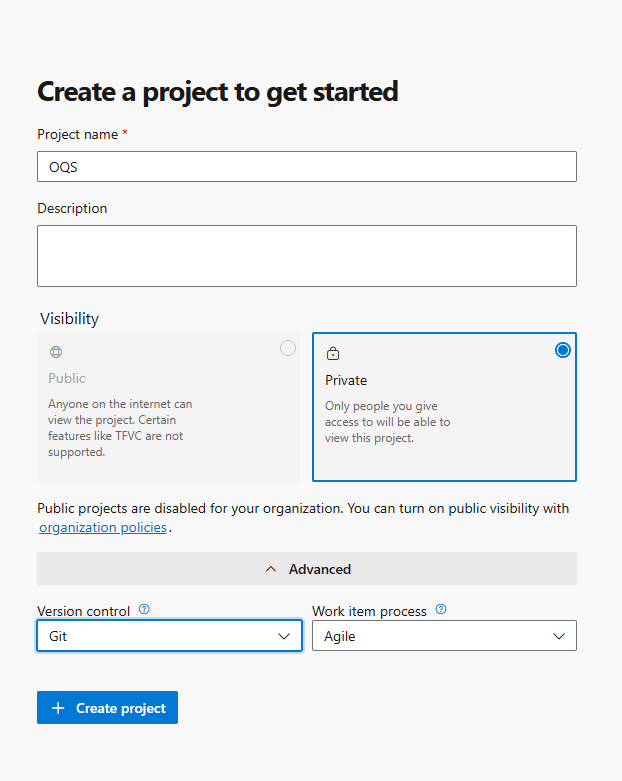 Create a project to get started
Project name *
OQS
Description
Visibility
Public
Anyone on the internet can
view the project. Certain
features like TFVC are not
supported.
Private
Only people you give
access to will be able to
view this project.
Public projects are disabled for your organization. You can turn on public visibility with
organization policies.
Advanced
Version control ?
Git
Work item process ?
Agile
+ Create project